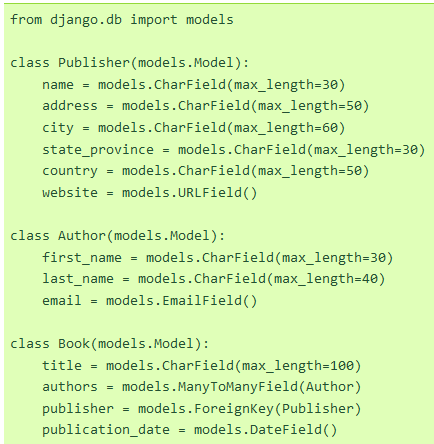 from django.db import models

class Publisher(models.Model):
    name = models.CharField(max_length=30)
    address = models.CharField(max_length=50)
    city = models.CharField(max_length=60)
    state_province = models.CharField(max_length=30)
    country = models.CharField(max_length=50)
    website = models.URLField()

class Author(models.Model):
    first_name = models.CharField(max_length=30)
    last_name = models.CharField(max_length=40)
    email = models.EmailField()

class Book(models.Model):
    title = models.CharField(max_length=100)
    authors = models.ManyToManyField(Author)
    publisher = models.ForeignKey(Publisher)
    publication_date = models.DateField()